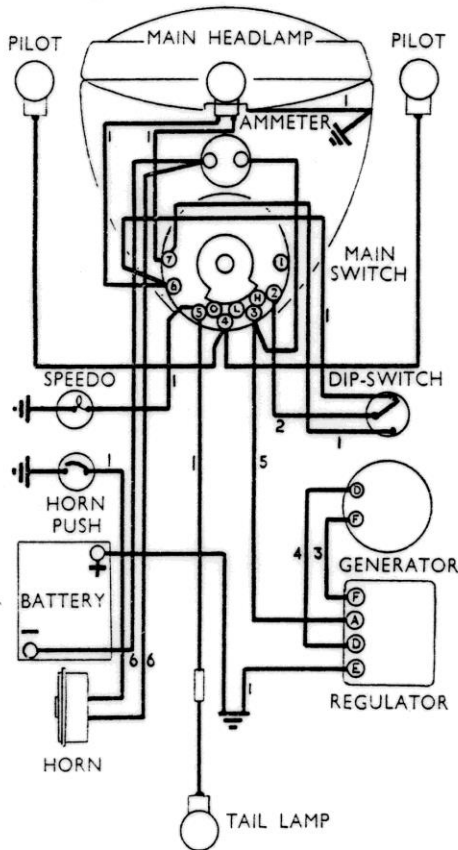 PILOT
MAIN HEADLAMP
PILOT
1
1
1
AMMETER
7
1
6
MAIN
SWITCH
2
H
5
O
L
3
4
1
SPEEDO
1
DIP-SWITCH
2
1
1
1
5
HORN
PUSH
D
F
4
3
GENERATOR
+
BATTERY
F
A
D
E
-
6
6
1
REGULATOR
HORN
TAIL LAMP